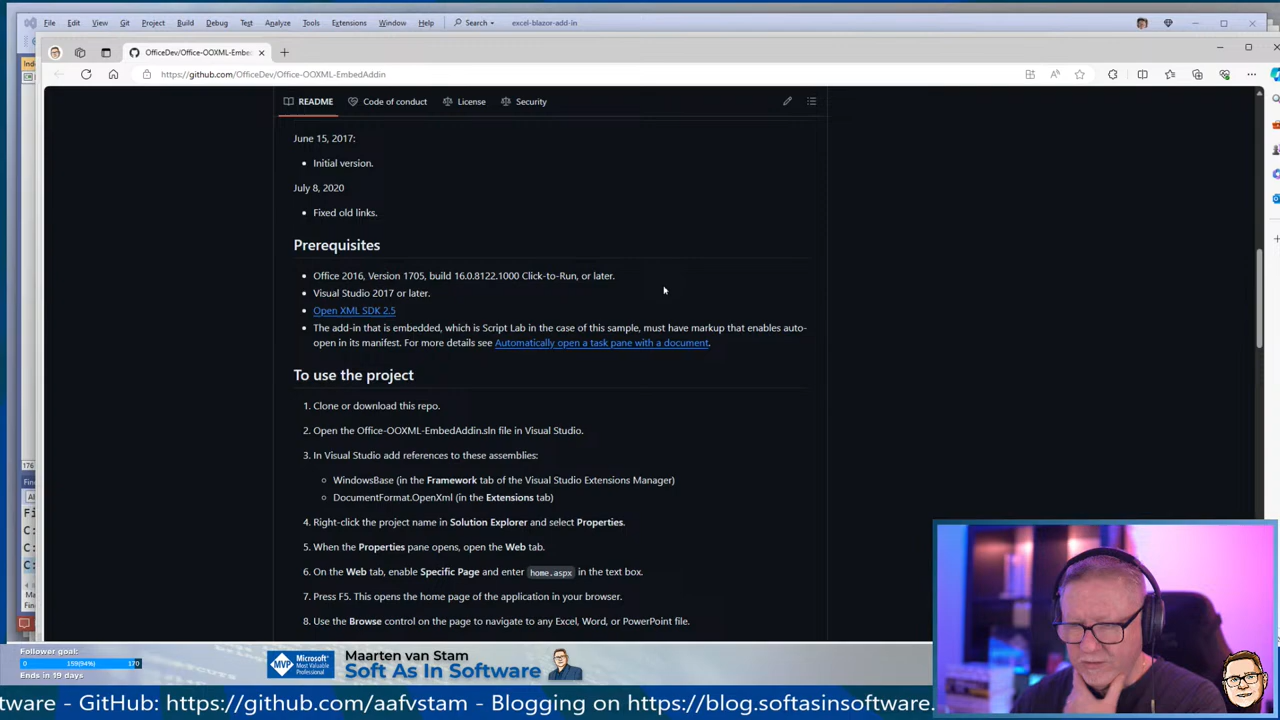 File Edit View Git Project Build Debug Test Analyze Tools Extensions Window Help Search excel-blazor-add-in
OfficeDev/Office-OOXML-Embe
https://github.com/OfficeDev/Office-OOXML-EmbedAddin
README Code of conduct License Security
June 15, 2017:
Initial version.
July 8, 2020
Fixed old links.
Prerequisites
Office 2016, Version 1705, build 16.0.8122.1000 Click-to-Run, or later.
Visual Studio 2017 or later.
Open XML SDK 2.5
The add-in that is embedded, which is Script Lab in the case of this sample, must have markup that enables auto-
open in its manifest. For more details see Automatically open a task pane with a document.
To use the project
1. Clone or download this repo.
2. Open the Office-OOXML-EmbedAddin.sln file in Visual Studio.
3. In Visual Studio add references to these assemblies:
WindowsBase (in the Framework tab of the Visual Studio Extensions Manager)
DocumentFormat.OpenXml (in the Extensions tab)
4. Right-click the project name in Solution Explorer and select Properties.
5. When the Properties pane opens, open the Web tab.
6. On the Web tab, enable Specific Page and enter home.aspx in the text box.
7. Press F5. This opens the home page of the application in your browser.
8. Use the Browse control on the page to navigate to any Excel, Word, or PowerPoint file.
176
Follower goal:
0 159(94%) 170
Ends in 19 days
MVP Microsoft Most Valuable Professional
Maarten van Stam
Soft As In Software
tware - GitHub: https://github.com/aafvstam - Blogging on https://blog.softasinsoftware.